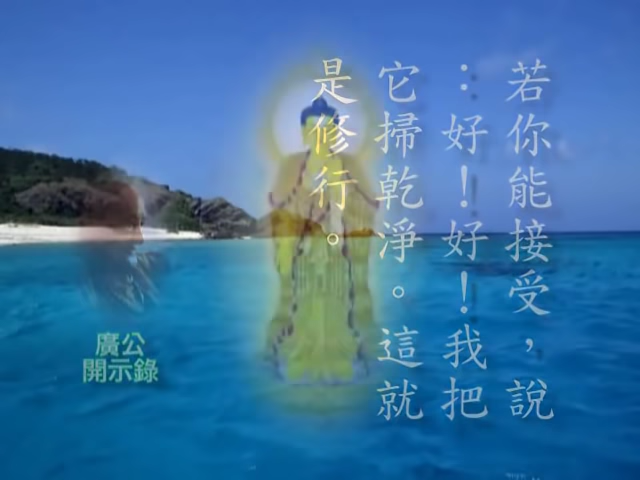 若你能接受，說
：好！好！我把
它掃乾淨。這就
是修行。
廣公
開示錄